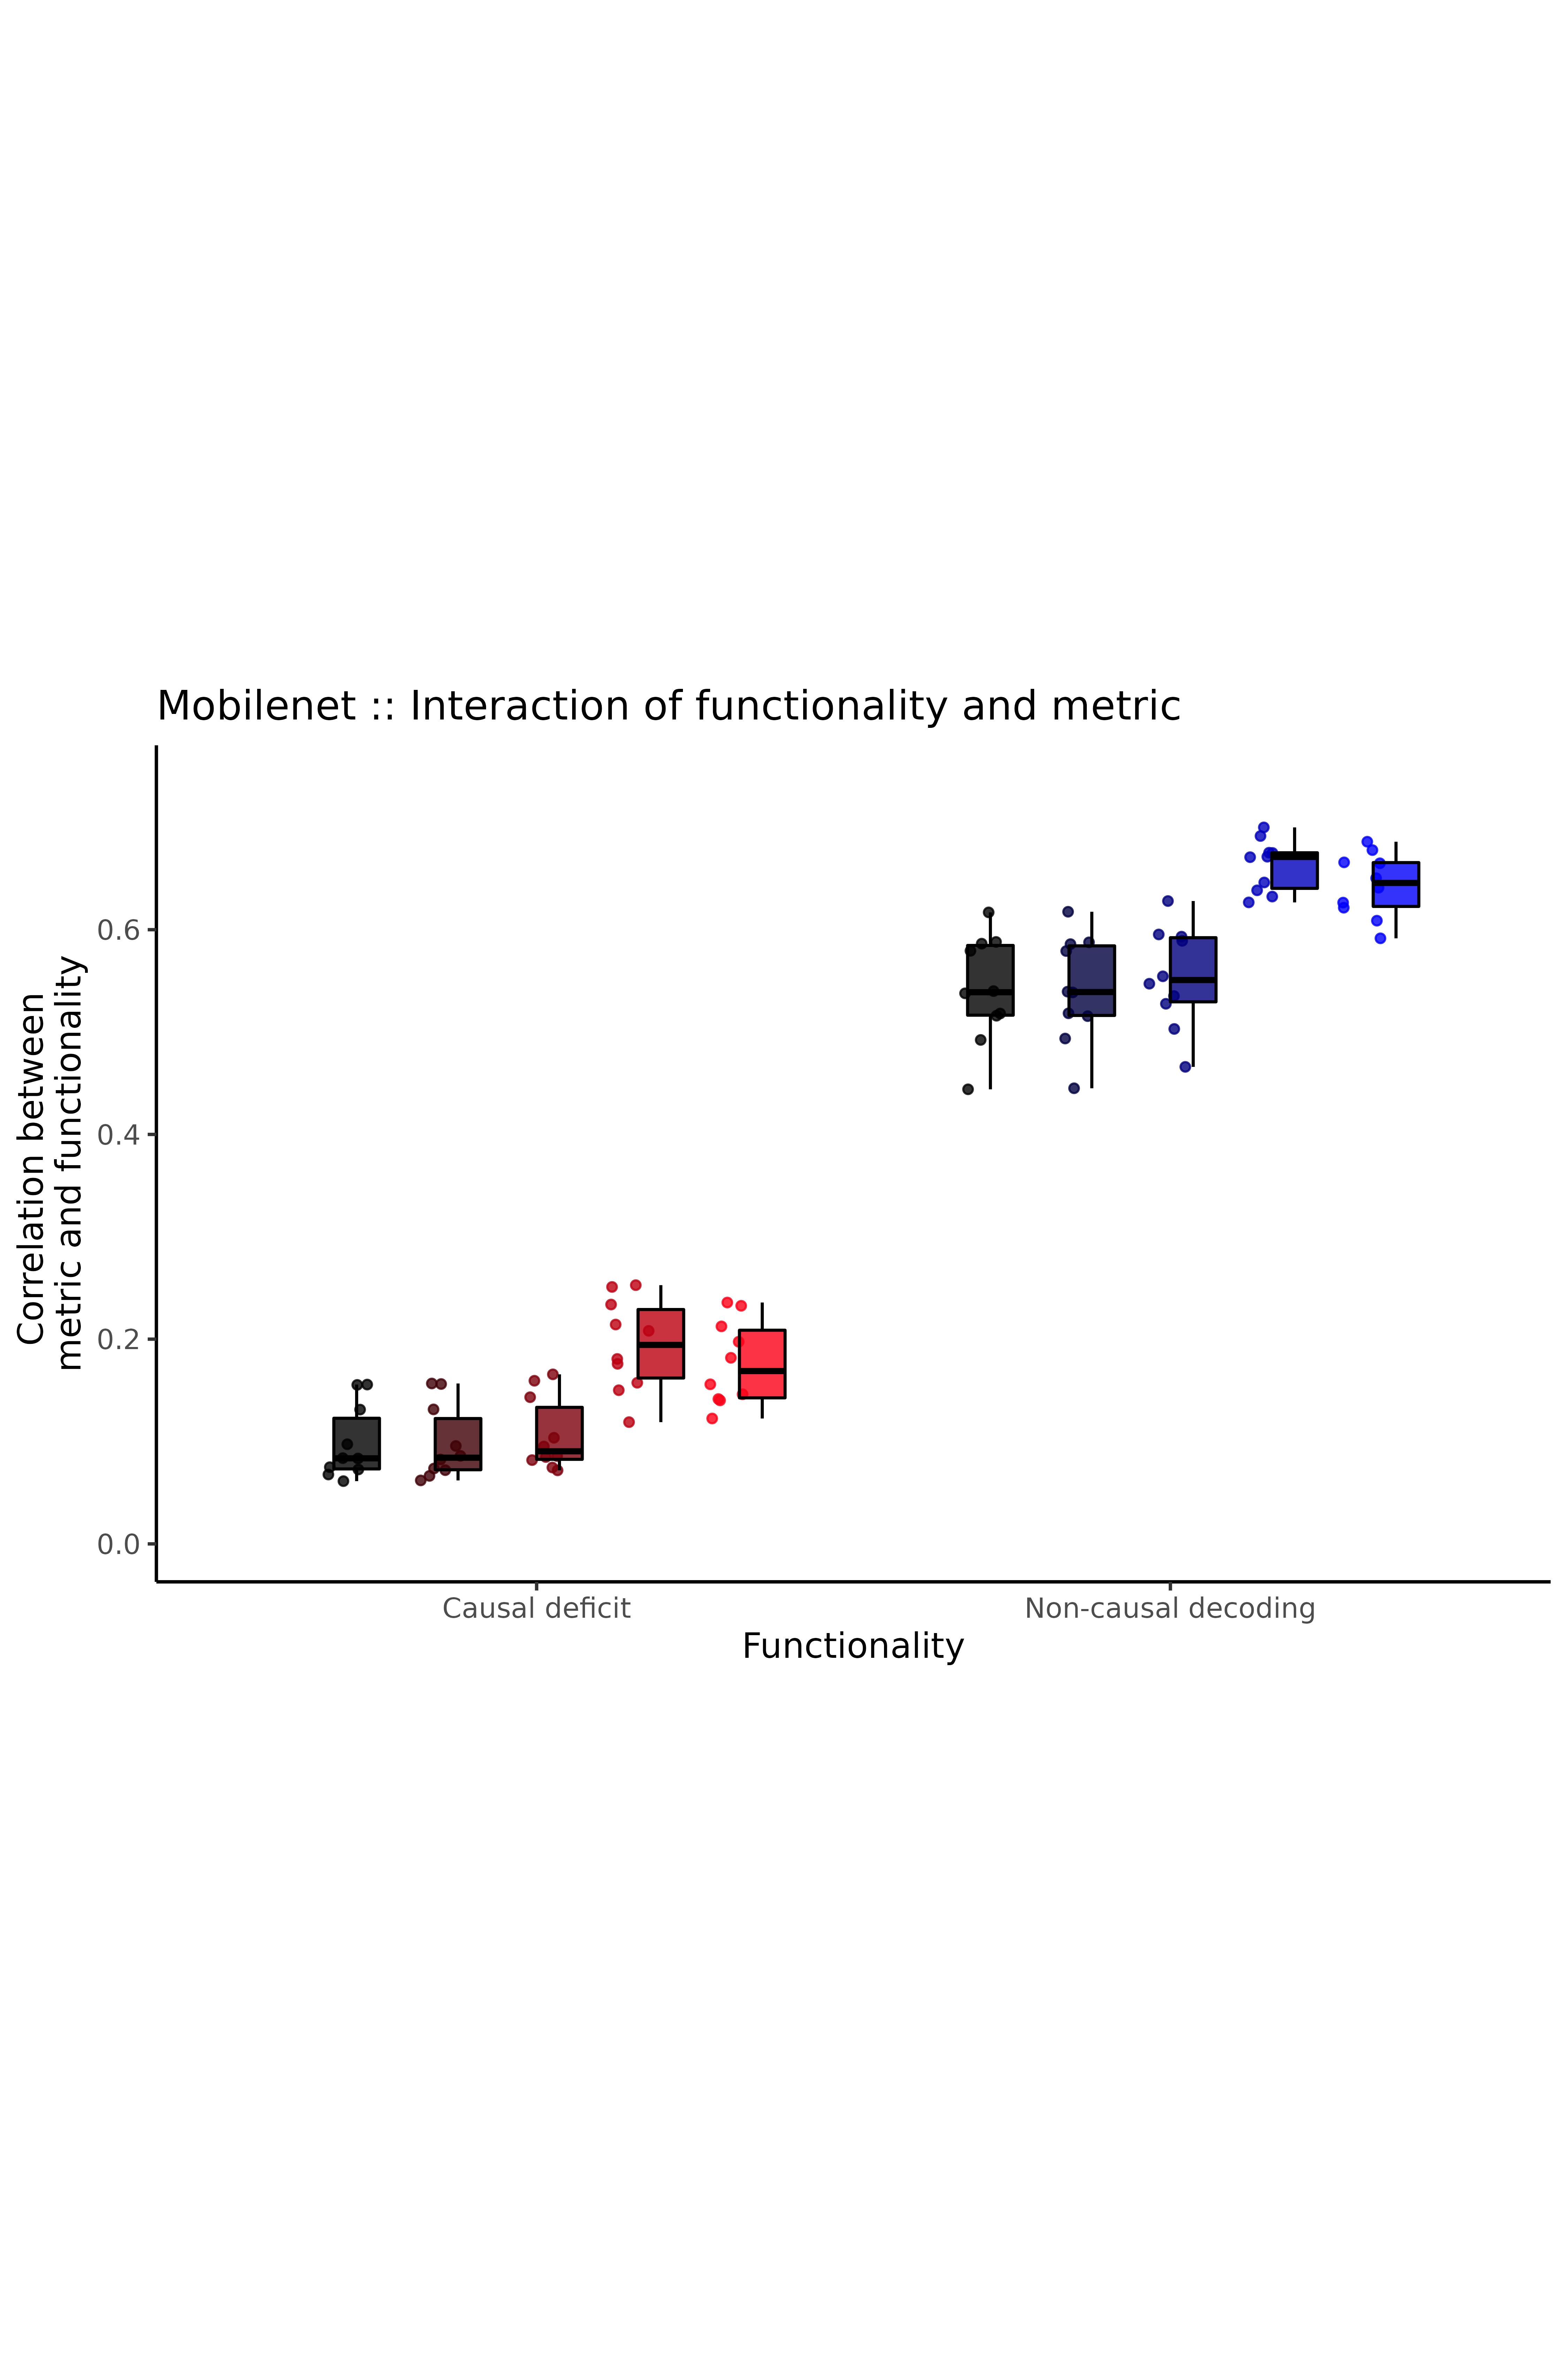 Mobilenet :: Interaction of functionality and metric
Correlation between
metric and functionality
0.6
0.4
0.2
0.0
Causal deficit
Non-causal decoding
Functionality